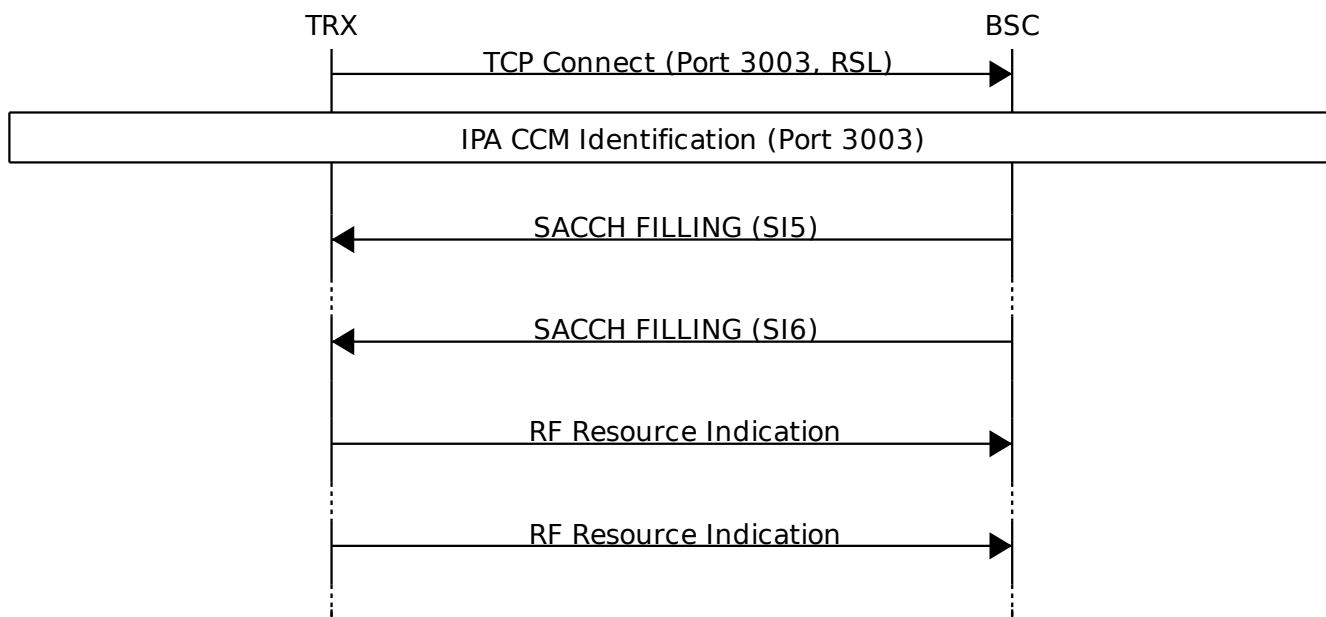 TRX BSC
TCP Connect (Port 3003, RSL)
IPA CCM Identification (Port 3003)
SACCH FILLING (SI5)
SACCH FILLING (SI6)
RF Resource Indication
RF Resource Indication